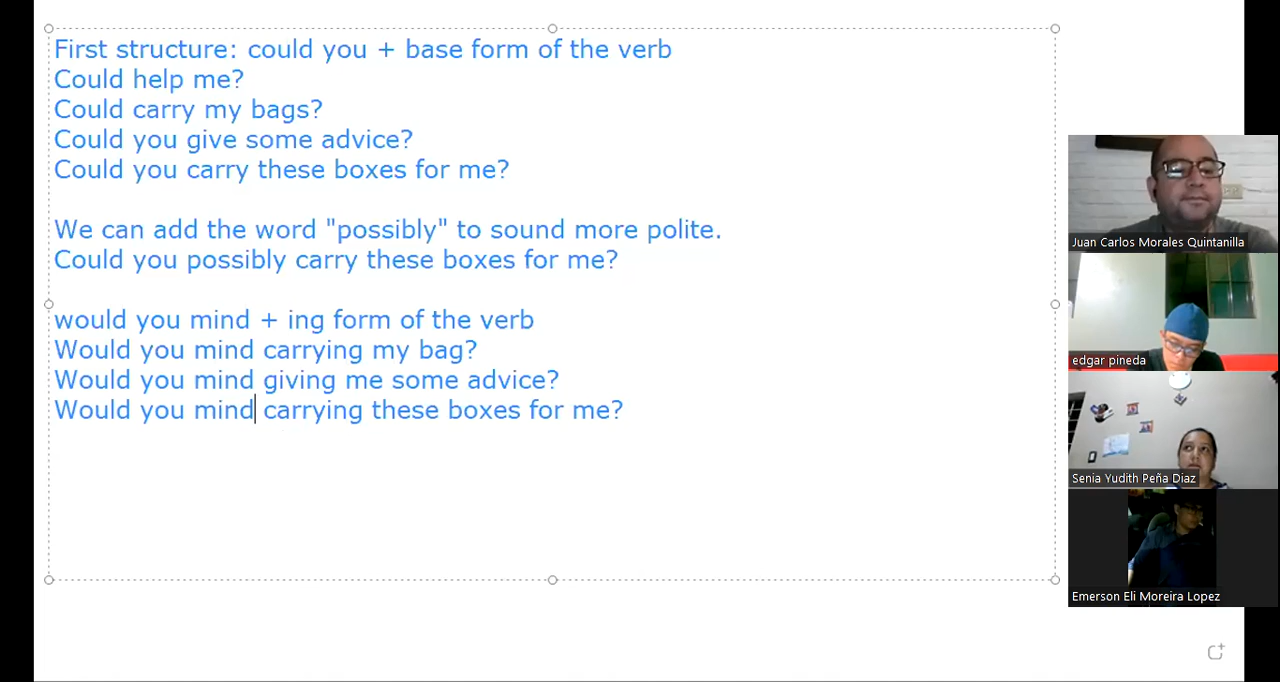 First structure: could you + base form of the verb
Could help me?
Could carry my bags?
Could you give some advice?
Could you carry these boxes for me?
We can add the word "possibly" to sound more polite.
Could you possibly carry these boxes for me?
would you mind + ing form of the verb
Would you mind carrying my bag?
Would you mind giving me some advice?
Would you mind carrying these boxes for me?
Juan Carlos Morales Quintanilla
edgar pineda
Senia Yudith Peña Diaz
Emerson Eli Moreira Lopez